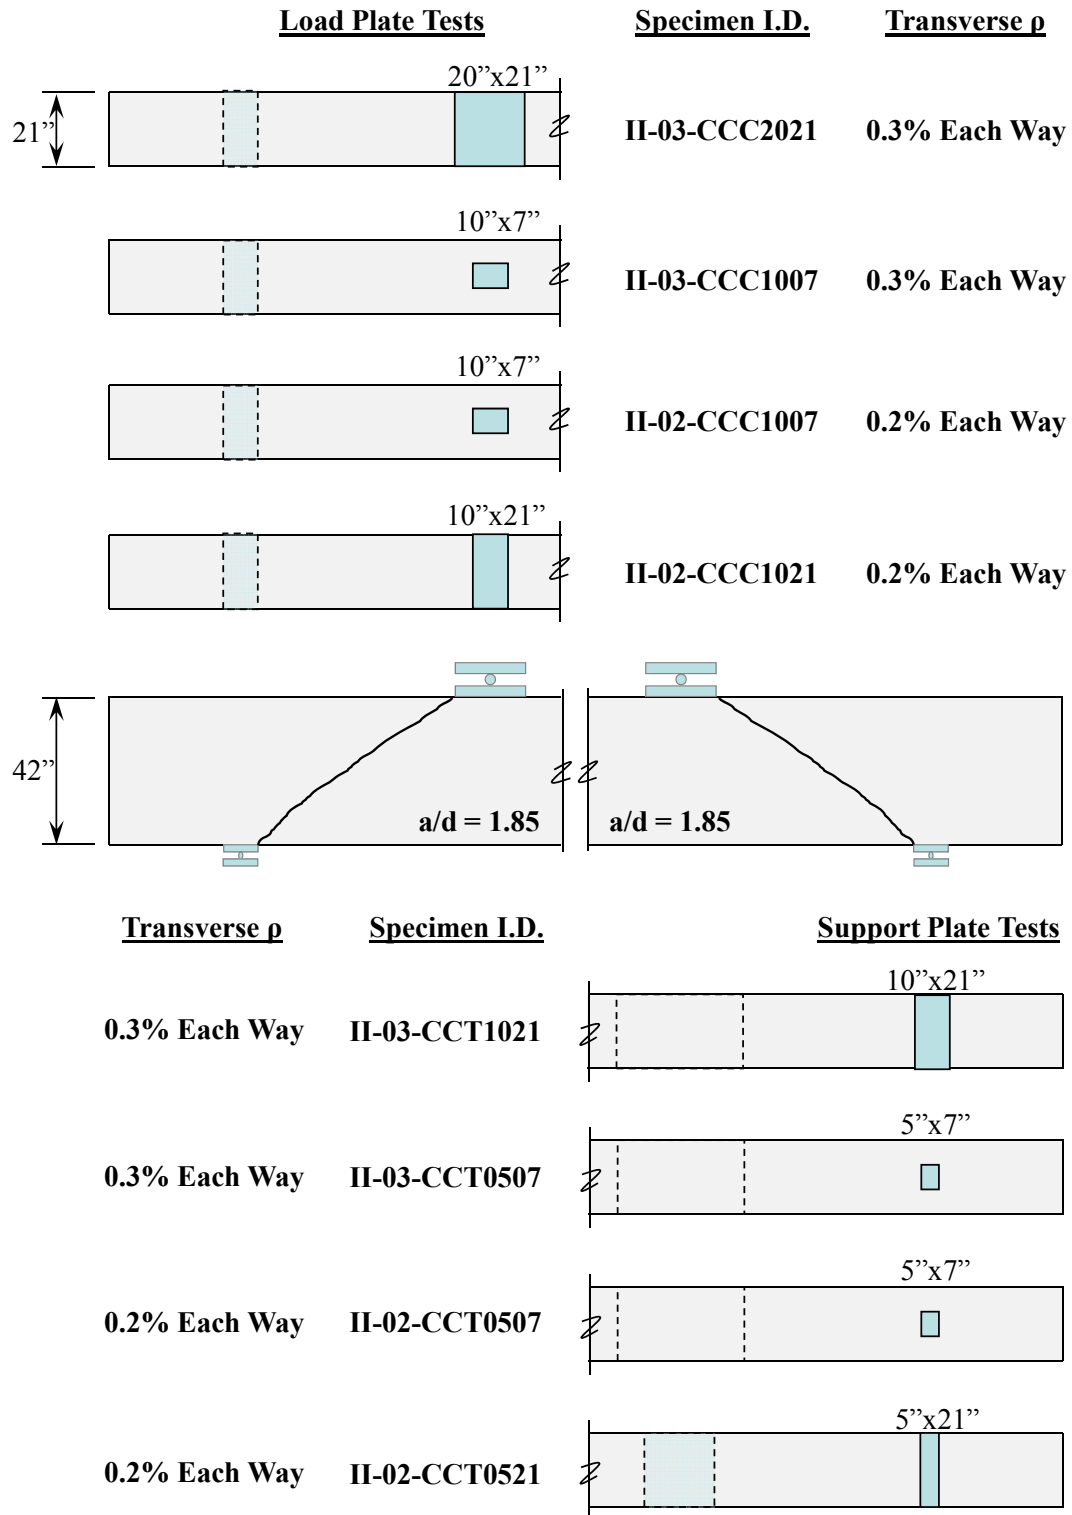 Load Plate Tests Specimen I.D. Transverse ρ
20”x21”
21” II-03-CCC2021 0.3% Each Way
10”x7”
II-03-CCC1007 0.3% Each Way
10”x7”
II-02-CCC1007 0.2% Each Way
10”x21”
II-02-CCC1021 0.2% Each Way
42”
a/d = 1.85 a/d = 1.85
Transverse ρ Specimen I.D. Support Plate Tests
10”x21”
0.3% Each Way II-03-CCT1021
5”x7”
0.3% Each Way II-03-CCT0507
5”x7”
0.2% Each Way II-02-CCT0507
5”x21”
0.2% Each Way II-02-CCT0521